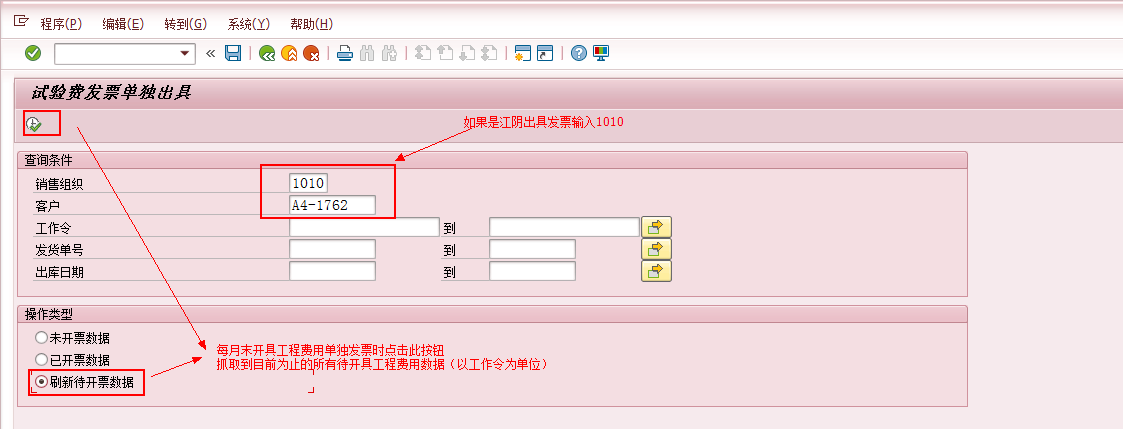 程序(P) 编辑(E) 转到(G) 系统(Y) 帮助(H)
试验费发票单独出具
如果是江阴出具发票输入1010
查询条件
销售组织 1010
客户 A4-1762
工作令 到
发货单号 到
出库日期 到
操作类型
未开票数据
已开票数据
刷新待开票数据
每月末开具工程费用单独发票时点击此按钮
抓取到目前为止的所有待开具工程费用数据（以工作令为单位）